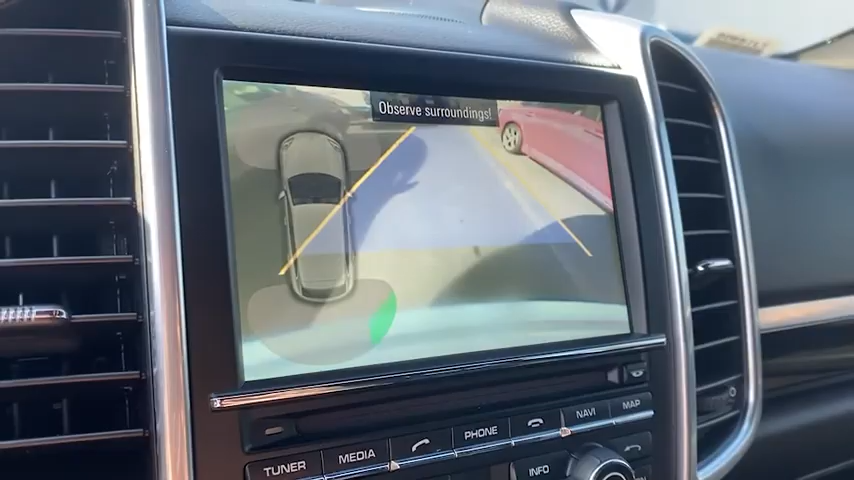 Observe surroundings!
TUNER
MEDIA
PHONE
NAVI
MAP
INFO